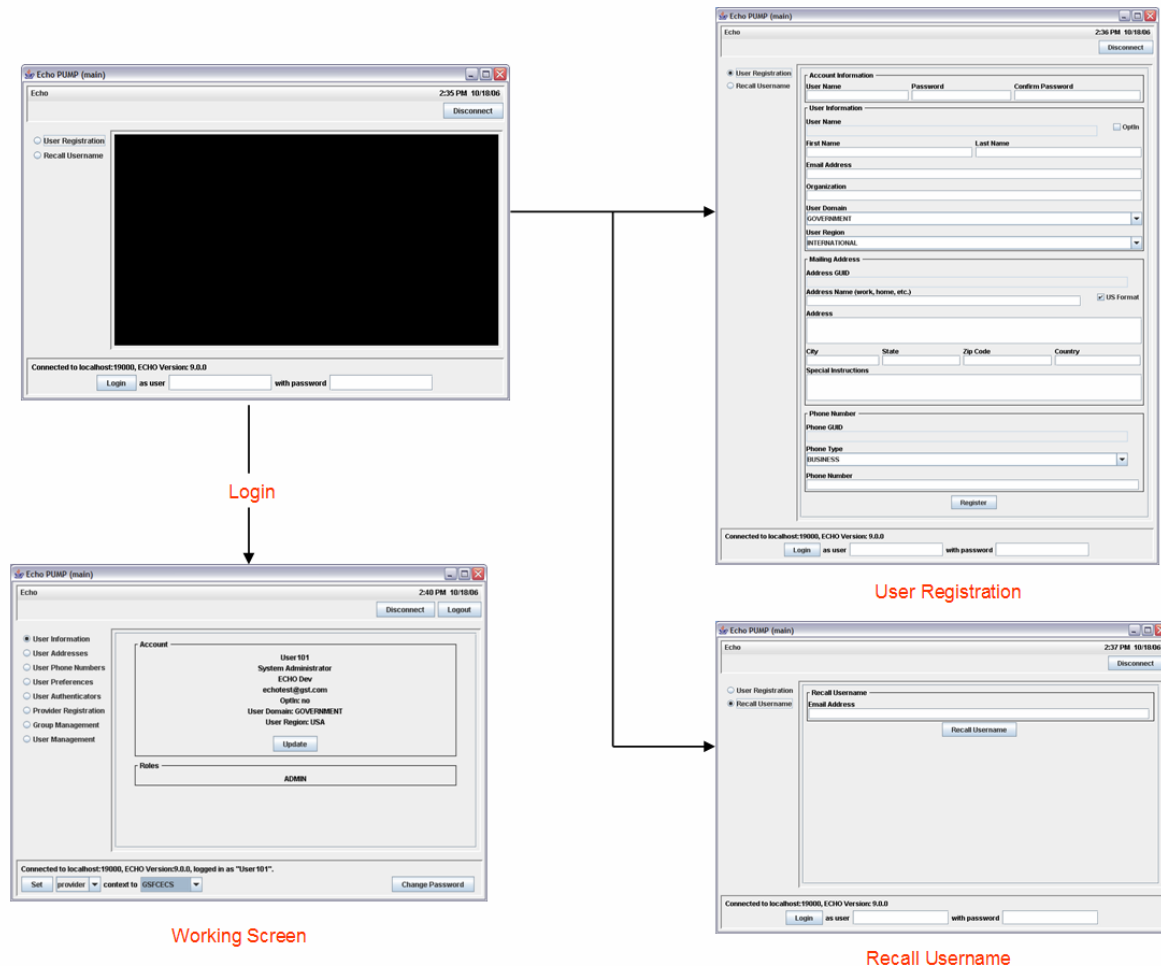 Echo PUMP (main)
Echo 2:35 PM 10/18/06
Disconnect
User Registration
Recall Username
Connected to localhost:19000, ECHO Version: 9.0.0
Login as user with password
Login
Echo PUMP (main)
Echo 2:40 PM 10/18/06
Disconnect Logout
User Information
User Addresses
User Phone Numbers
User Preferences
User Authenticators
Provider Registration
Group Management
User Management
Account
User101
System Administrator
ECHO Dev
echotest@gst.com
OptIn: no
User Domain: GOVERNMENT
User Region: USA
Update
Roles
ADMIN
Connected to localhost:19000, ECHO Version:9.0.0, logged in as "User101".
Set provider context to GSFCECS Change Password
Working Screen
Echo PUMP (main)
Echo 2:36 PM 10/18/06
Disconnect
User Registration
Recall Username
Account Information
User Name Password Confirm Password
User Information
User Name
OptIn
First Name Last Name
Email Address
Organization
User Domain
GOVERNMENT
User Region
INTERNATIONAL
Mailing Address
Address GUID
Address Name (work, home, etc.)
US Format
Address
City State Zip Code Country
Special Instructions
Phone Number
Phone GUID
Phone Type
BUSINESS
Phone Number
Register
Connected to localhost:19000, ECHO Version: 9.0.0
Login as user with password
User Registration
Echo PUMP (main)
Echo 2:37 PM 10/18/06
Disconnect
User Registration
Recall Username
Recall Username
Email Address
Recall Username
Connected to localhost:19000, ECHO Version: 9.0.0
Login as user with password
Recall Username